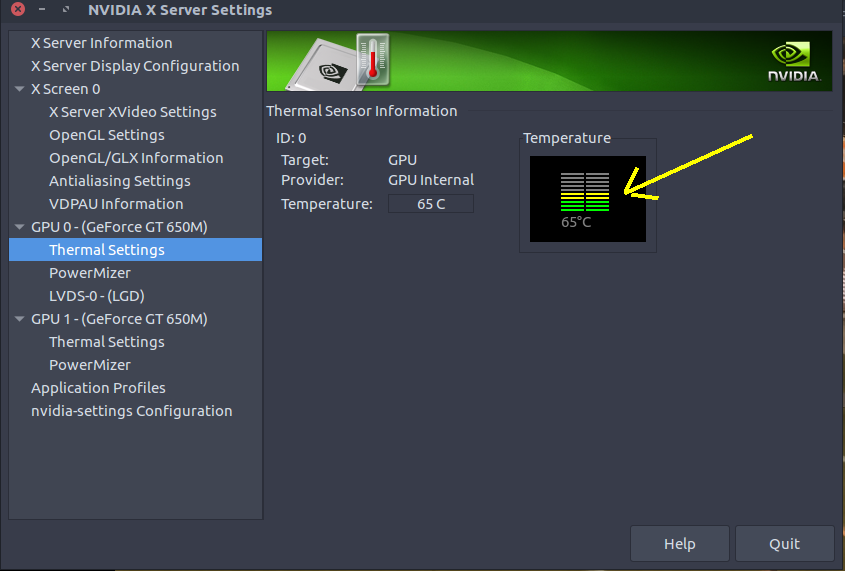 NVIDIA X Server Settings
X Server Information
X Server Display Configuration
X Screen 0
X Server XVideo Settings
OpenGL Settings
OpenGL/GLX Information
Antialiasing Settings
VDPAU Information
GPU 0 - (GeForce GT 650M)
Thermal Settings
PowerMizer
LVDS-0 - (LGD)
GPU 1 - (GeForce GT 650M)
Thermal Settings
PowerMizer
Application Profiles
nvidia-settings Configuration
NVIDIA.
Thermal Sensor Information
ID: 0
Target: GPU
Provider: GPU Internal
Temperature: 65 C
Temperature
65°C
Help
Quit